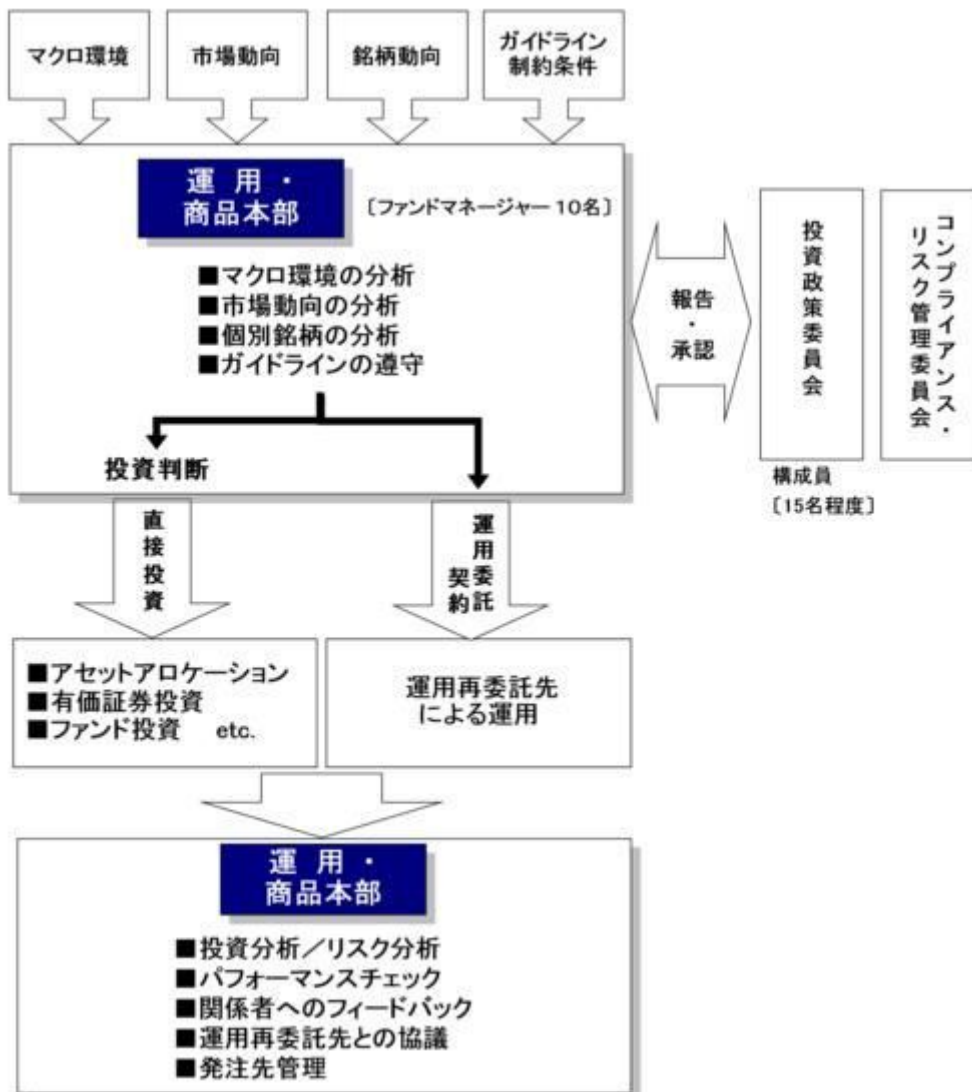 マクロ環境
市場動向
銘柄動向
ガイドライン
制約条件
運 用 ・
商品本部
〔ファンドマネージャー 10名〕
■マクロ環境の分析
■市場動向の分析
■個別銘柄の分析
■ガイドラインの遵守
投資判断
報告
・
承認
投資政策委員会
コンプライアンス・
リスク管理委員会
構成員
〔15名程度〕
直接投資
運用委託
契約
■アセットアロケーション
■有価証券投資
■ファンド投資 etc.
運用再委託先
による運用
運 用 ・
商品本部
■投資分析／リスク分析
■パフォーマンスチェック
■関係者へのフィードバック
■運用再委託先との協議
■発注先管理